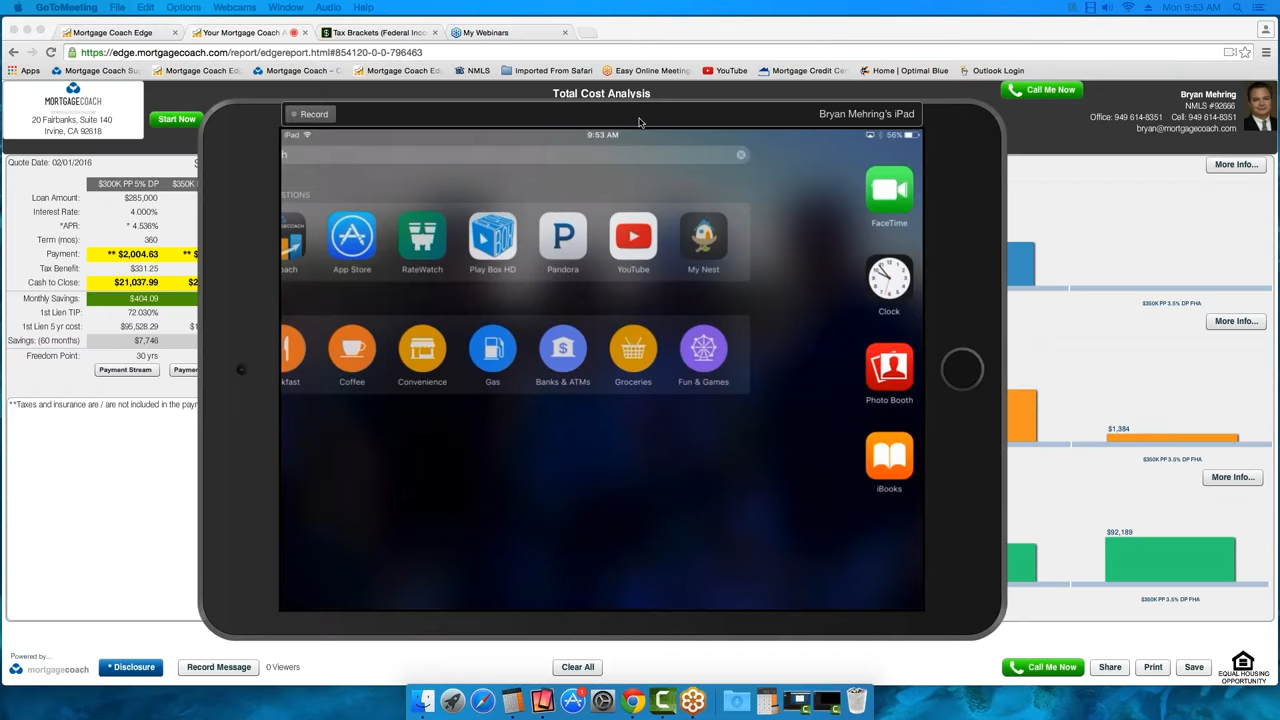 GoToMeeting File Edit Options Webcams Window Audio Help
Mon 9:53 AM
Mortgage Coach Edge
Your Mortgage Coach
Tax Brackets (Federal Inco
My Webinars
https://edge.mortgagecoach.com/report/edgereport.html#854120-0-0-796463
Apps
Mortgage Coach
Mortgage Coach
Mortgage Coach –
Mortgage Coach
NMLS
Imported From Safari
Easy Online Meeting
YouTube
Mortgage Credit
Home | Optimal Blue
Outlook Login
MORTGAGECOACH
20 Fairbanks, Suite 140
Irvine, CA 92618
Start Now
Total Cost Analysis
Call Me Now
Bryan Mehring
NMLS #92666
Office: 949 614-8351 Cell: 949 614-8351
bryan@mortgagecoach.com
Record
Bryan Mehring's iPad
iPad
9:53 AM
56%
h
STIONS
ach
App Store
RateWatch
Play Box HD
Pandora
YouTube
My Nest
kfast
Coffee
Convenience
Gas
Banks & ATMs
Groceries
Fun & Games
FaceTime
Clock
Photo Booth
iBooks
Quote Date: 02/01/2016
$300K PP 5% DP
$350K
Loan Amount: $285,000
Interest Rate: 4.000%
*APR: * 4.536%
Term (mos): 360
Payment: ** $2,004.63 **
Tax Benefit: $331.25
Cash to Close: $21,037.99
Monthly Savings: $404.09
1st Lien TIP: 72.030%
1st Lien 5 yr cost: $95,528.29
Savings: (60 months) $7,746
Freedom Point: 30 yrs
Payment Stream
**Taxes and insurance are / are not included in the
More Info...
$350K PP 3.5% DP FHA
More Info...
$1,384
$350K PP 3.5% DP FHA
More Info...
$92,189
$350K PP 3.5% DP FHA
Powered by...
mortgagecoach
* Disclosure
Record Message
0 Viewers
Clear All
Call Me Now
Share
Print
Save
EQUAL HOUSING
OPPORTUNITY